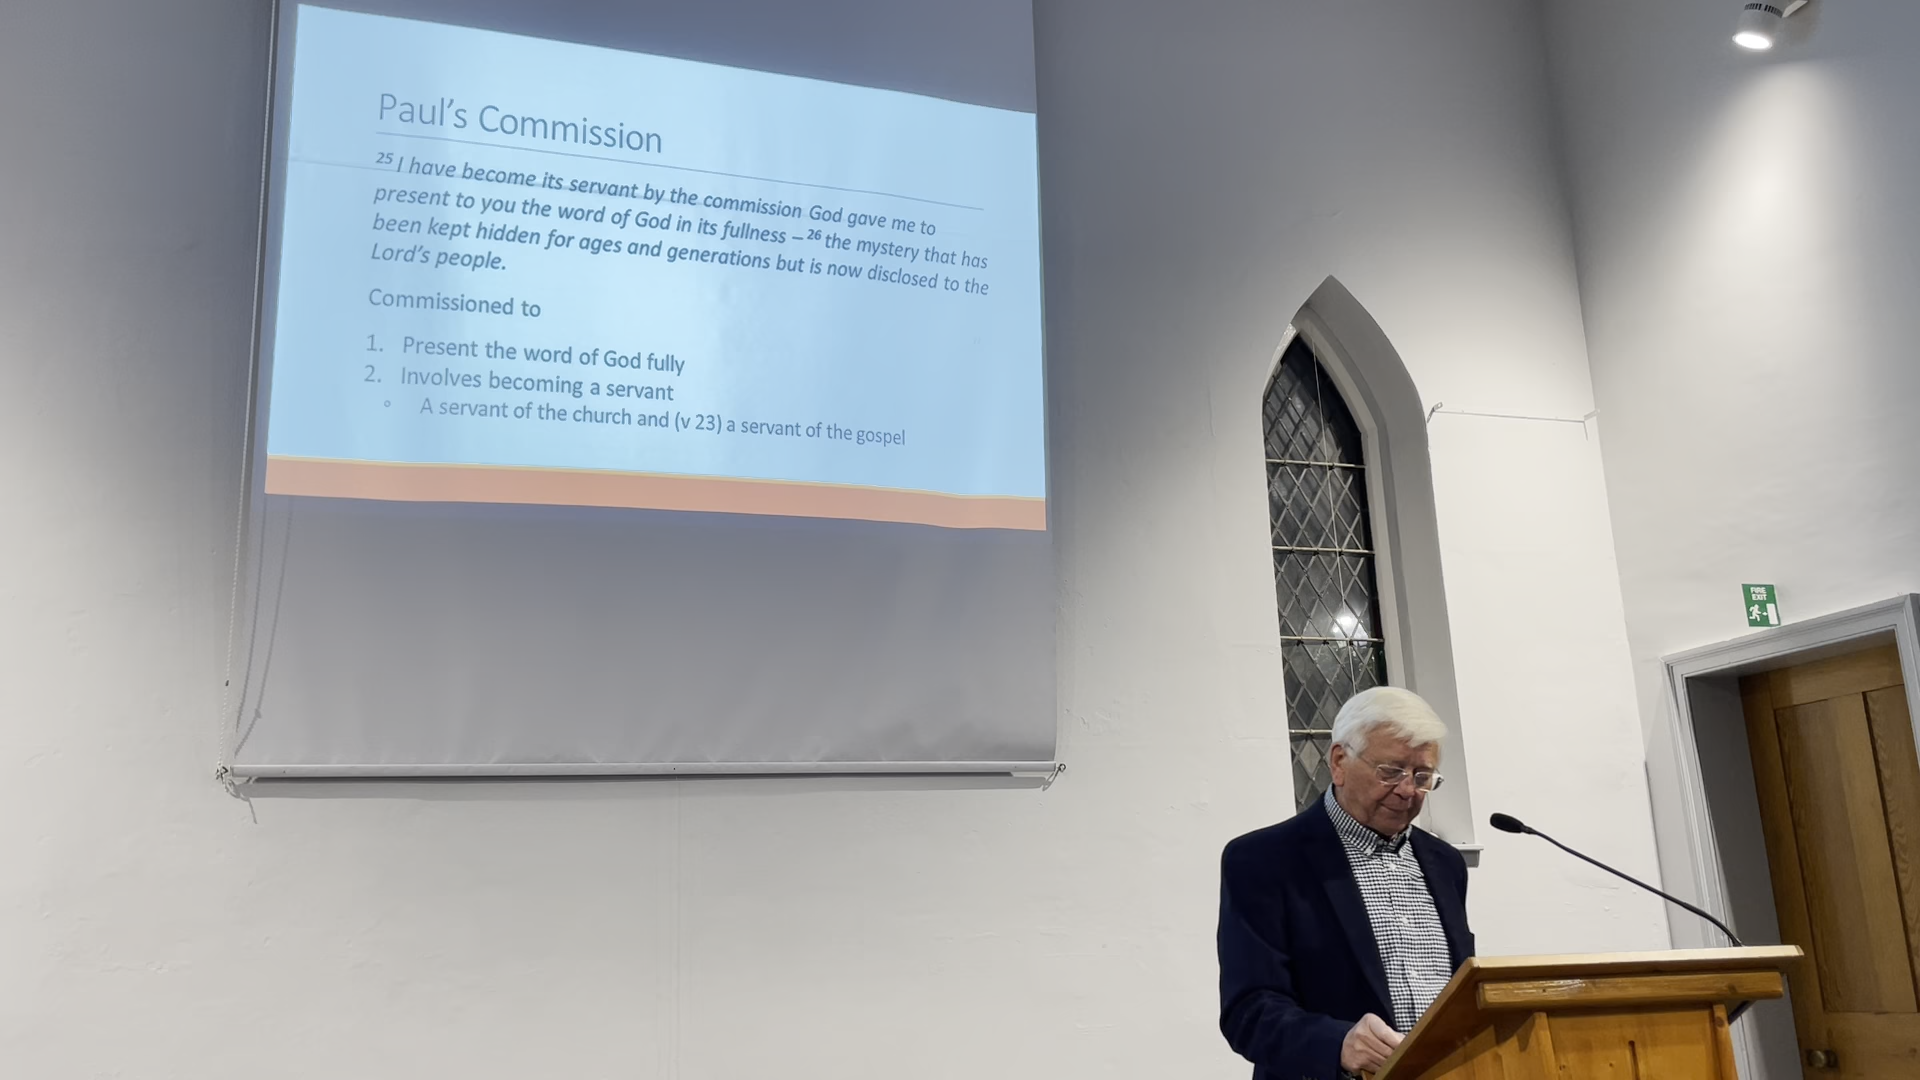 Paul's Commission
25 I have become its servant by the commission God gave me to
present to you the word of God in its fullness – 26 the mystery that has
been kept hidden for ages and generations but is now disclosed to the
Lord's people.
Commissioned to
1. Present the word of God fully
2. Involves becoming a servant
° A servant of the church and (v 23) a servant of the gospel
FIRE
EXIT